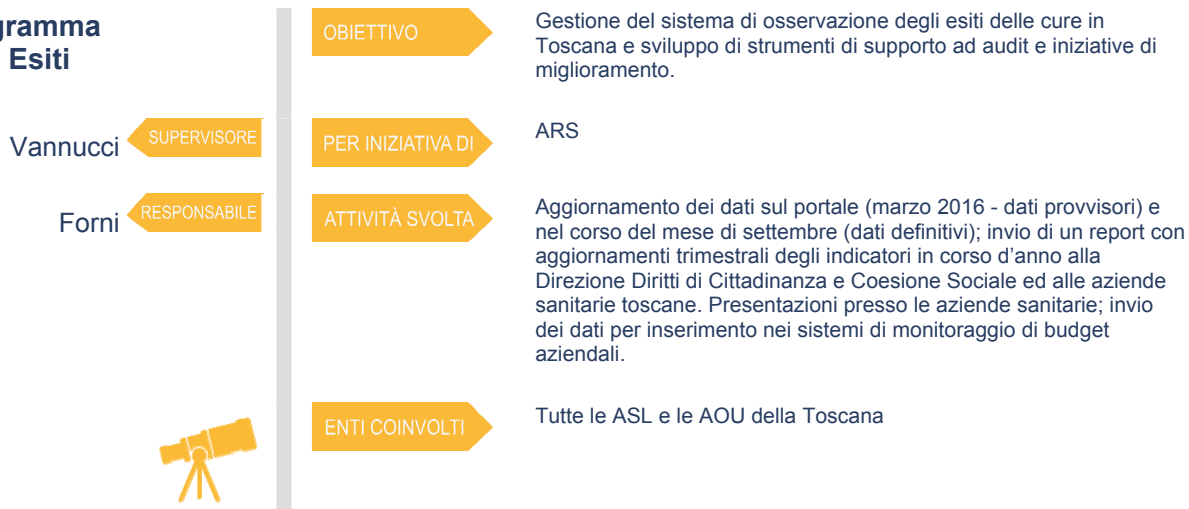 Esiti
OBIETTIVO
Gestione del sistema di osservazione degli esiti delle cure in
Toscana e sviluppo di strumenti di supporto ad audit e iniziative di
miglioramento.
Vannucci
SUPERVISORE
PER INIZIATIVA DI
ARS
Forni
RESPONSABILE
ATTIVITÀ SVOLTA
Aggiornamento dei dati sul portale (marzo 2016 - dati provvisori) e
nel corso del mese di settembre (dati definitivi); invio di un report con
aggiornamenti trimestrali degli indicatori in corso d'anno alla
Direzione Diritti di Cittadinanza e Coesione Sociale ed alle aziende
sanitarie toscane. Presentazioni presso le aziende sanitarie; invio
dei dati per inserimento nei sistemi di monitoraggio di budget
aziendali.
ENTI COINVOLTI
Tutte le ASL e le AOU della Toscana